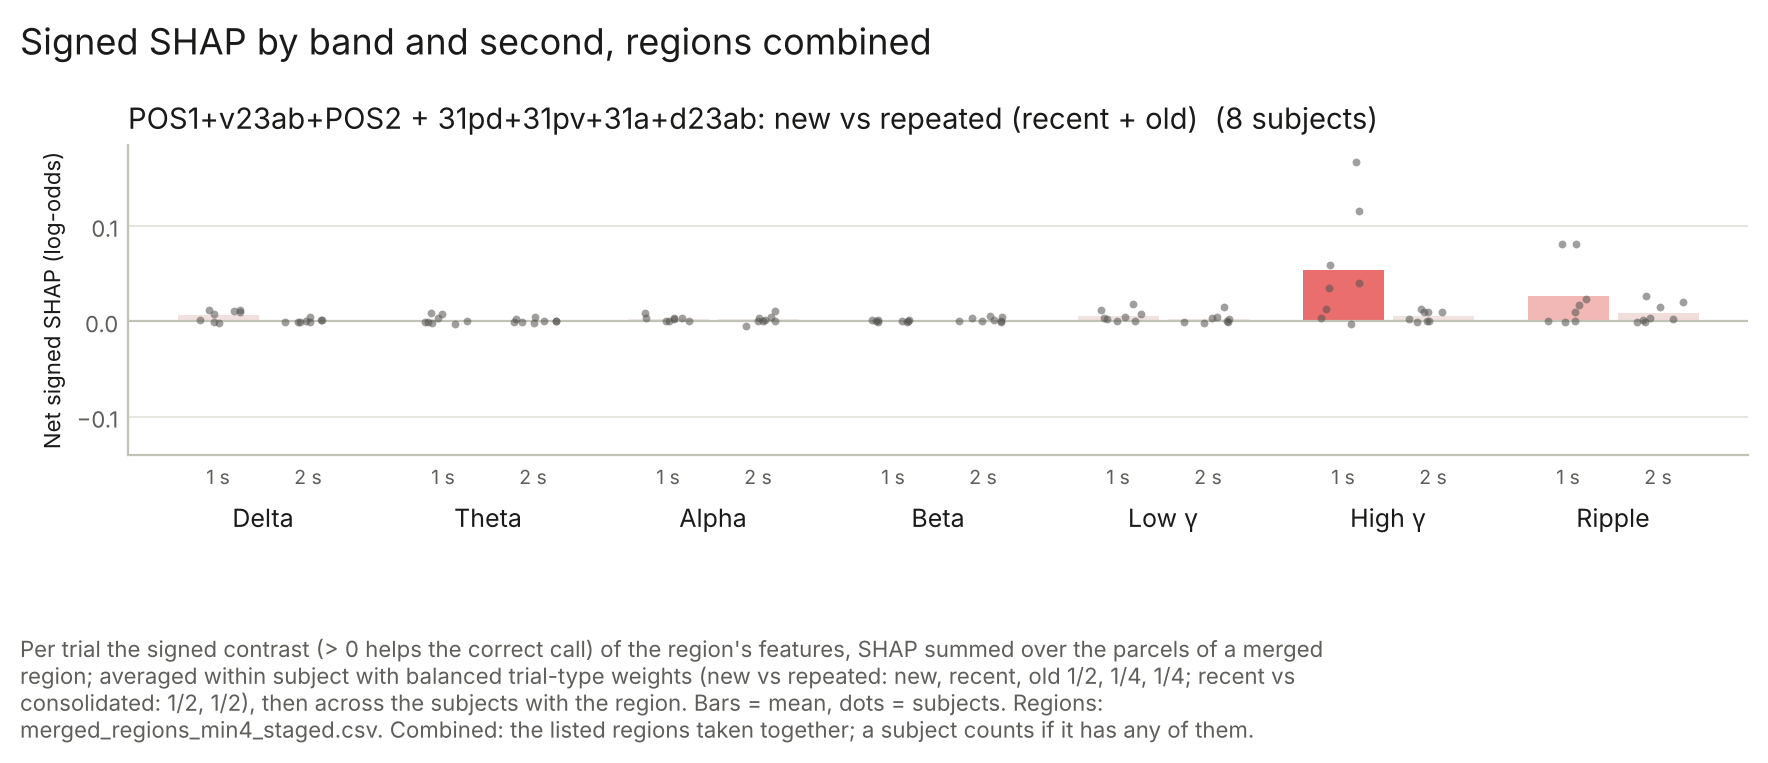 Signed SHAP by band and second, regions combined
POS1+v23ab+POS2 + 31pd+31pv+31a+d23ab: new vs repeated (recent + old)  (8 subjects)
Net signed SHAP (log-odds)
0.1
0.0
−0.1
1 s 2 s 1 s 2 s 1 s 2 s 1 s 2 s 1 s 2 s 1 s 2 s 1 s 2 s
Delta Theta Alpha Beta Low γ High γ Ripple
Per trial the signed contrast (> 0 helps the correct call) of the region's features, SHAP summed over the parcels of a merged
region; averaged within subject with balanced trial-type weights (new vs repeated: new, recent, old 1/2, 1/4, 1/4; recent vs
consolidated: 1/2, 1/2), then across the subjects with the region. Bars = mean, dots = subjects. Regions:
merged_regions_min4_staged.csv. Combined: the listed regions taken together; a subject counts if it has any of them.